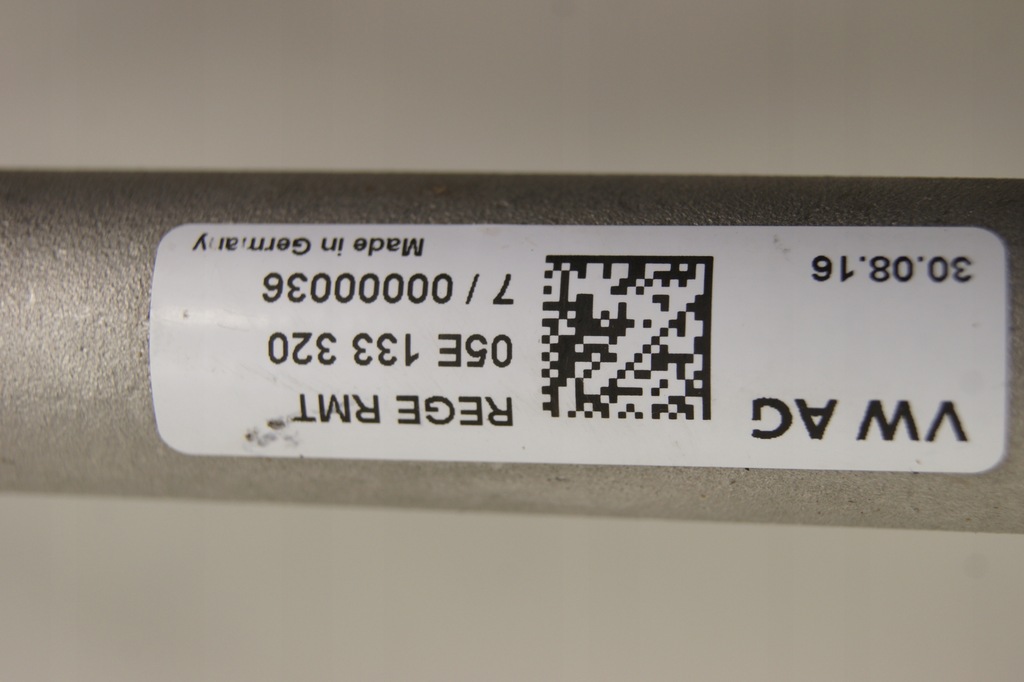 VW AG
30.08.16
REGE RMT
05E 133 320
7 / 00000036
Made in Germany